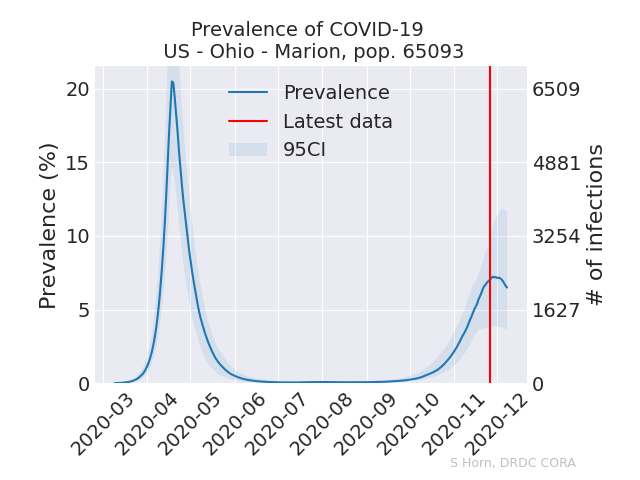 Prevalence of COVID-19
US - Ohio - Marion, pop. 65093
Prevalence (%)
20
15
10
5
0
Prevalence
Latest data
95CI
6509
4881
3254
1627
0
# of infections
2020-03
2020-04
2020-05
2020-06
2020-07
2020-08
2020-09
2020-10
2020-11
2020-12
S Horn, DRDC CORA